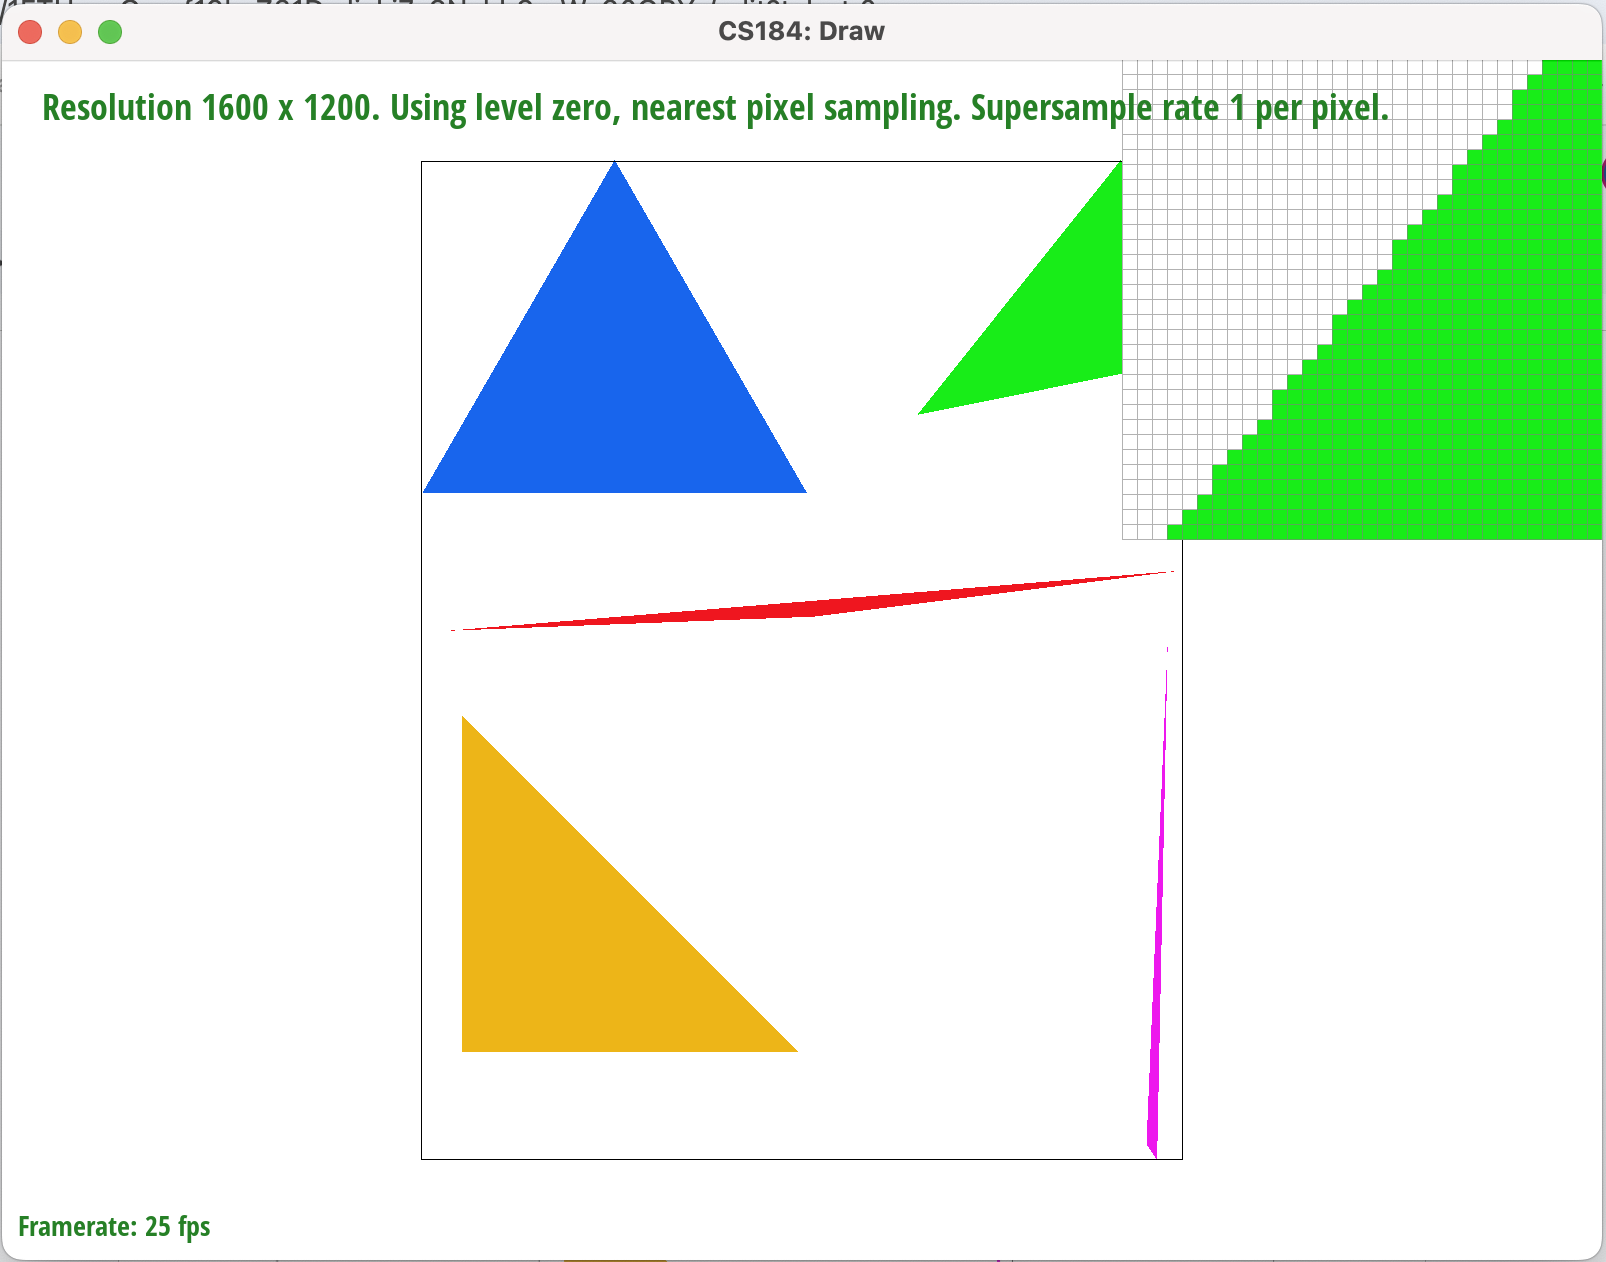 CS184: Draw
Resolution 1600 x 1200. Using level zero, nearest pixel sampling. Supersample rate 1 per pixel.
Framerate: 25 fps